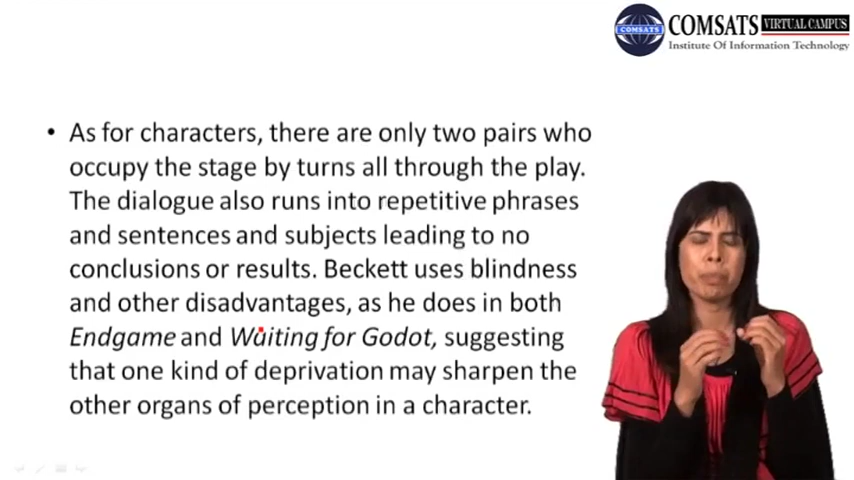 COMSATS VIRTUAL CAMPUS
Institute Of Information Technology
COMSATS
• As for characters, there are only two pairs who
occupy the stage by turns all through the play.
The dialogue also runs into repetitive phrases
and sentences and subjects leading to no
conclusions or results. Beckett uses blindness
and other disadvantages, as he does in both
Endgame and Waiting for Godot, suggesting
that one kind of deprivation may sharpen the
other organs of perception in a character.